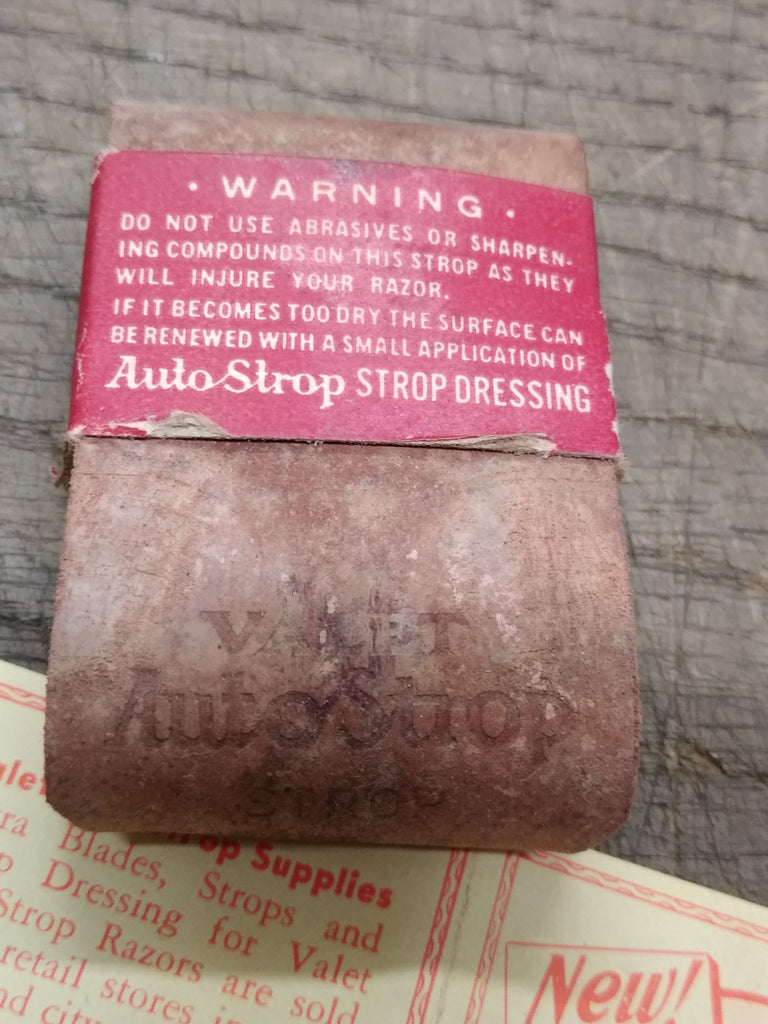 · WARNING ·
DO NOT USE ABRASIVES OR SHARPEN-
ING COMPOUNDS ON THIS STROP AS THEY
WILL INJURE YOUR RAZOR.
IF IT BECOMES TOO DRY THE SURFACE CAN
BE RENEWED WITH A SMALL APPLICATION OF
AutoStrop STROP DRESSING
VALET
AutoStrop
STROP
Supplies
Blades, Strops and
Dressing for Valet
Strop Razors are sold
retail stores
New!